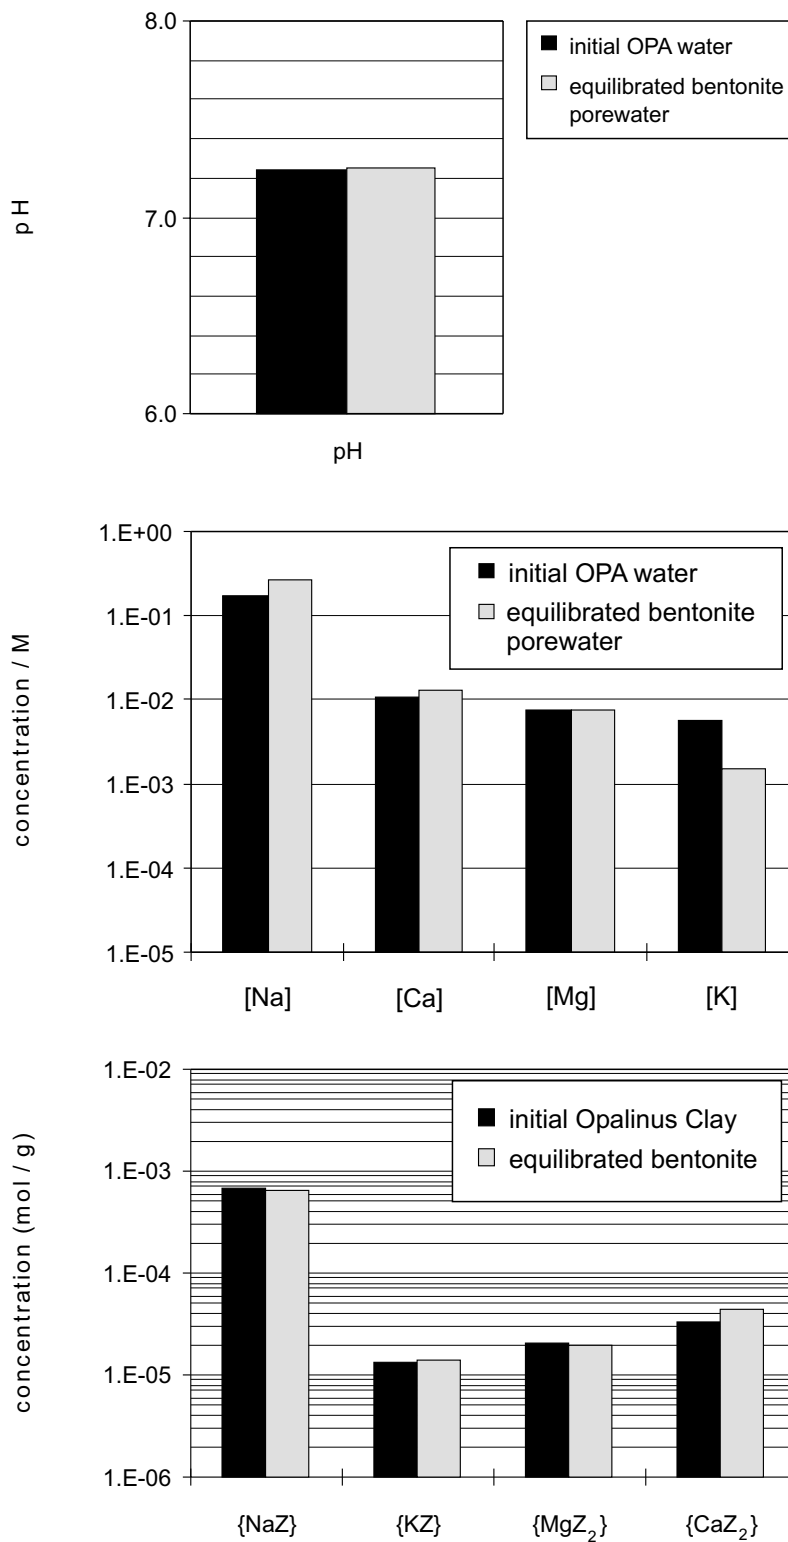 8.0
7.0
6.0
pH
pH
initial OPA water
equilibrated bentonite
porewater
1.E+00
1.E-01
1.E-02
1.E-03
1.E-04
1.E-05
concentration / M
[Na] [Ca] [Mg] [K]
initial OPA water
equilibrated bentonite
porewater
1.E-02
1.E-03
1.E-04
1.E-05
1.E-06
concentration (mol / g)
{NaZ} {KZ} {MgZ₂} {CaZ₂}
initial Opalinus Clay
equilibrated bentonite